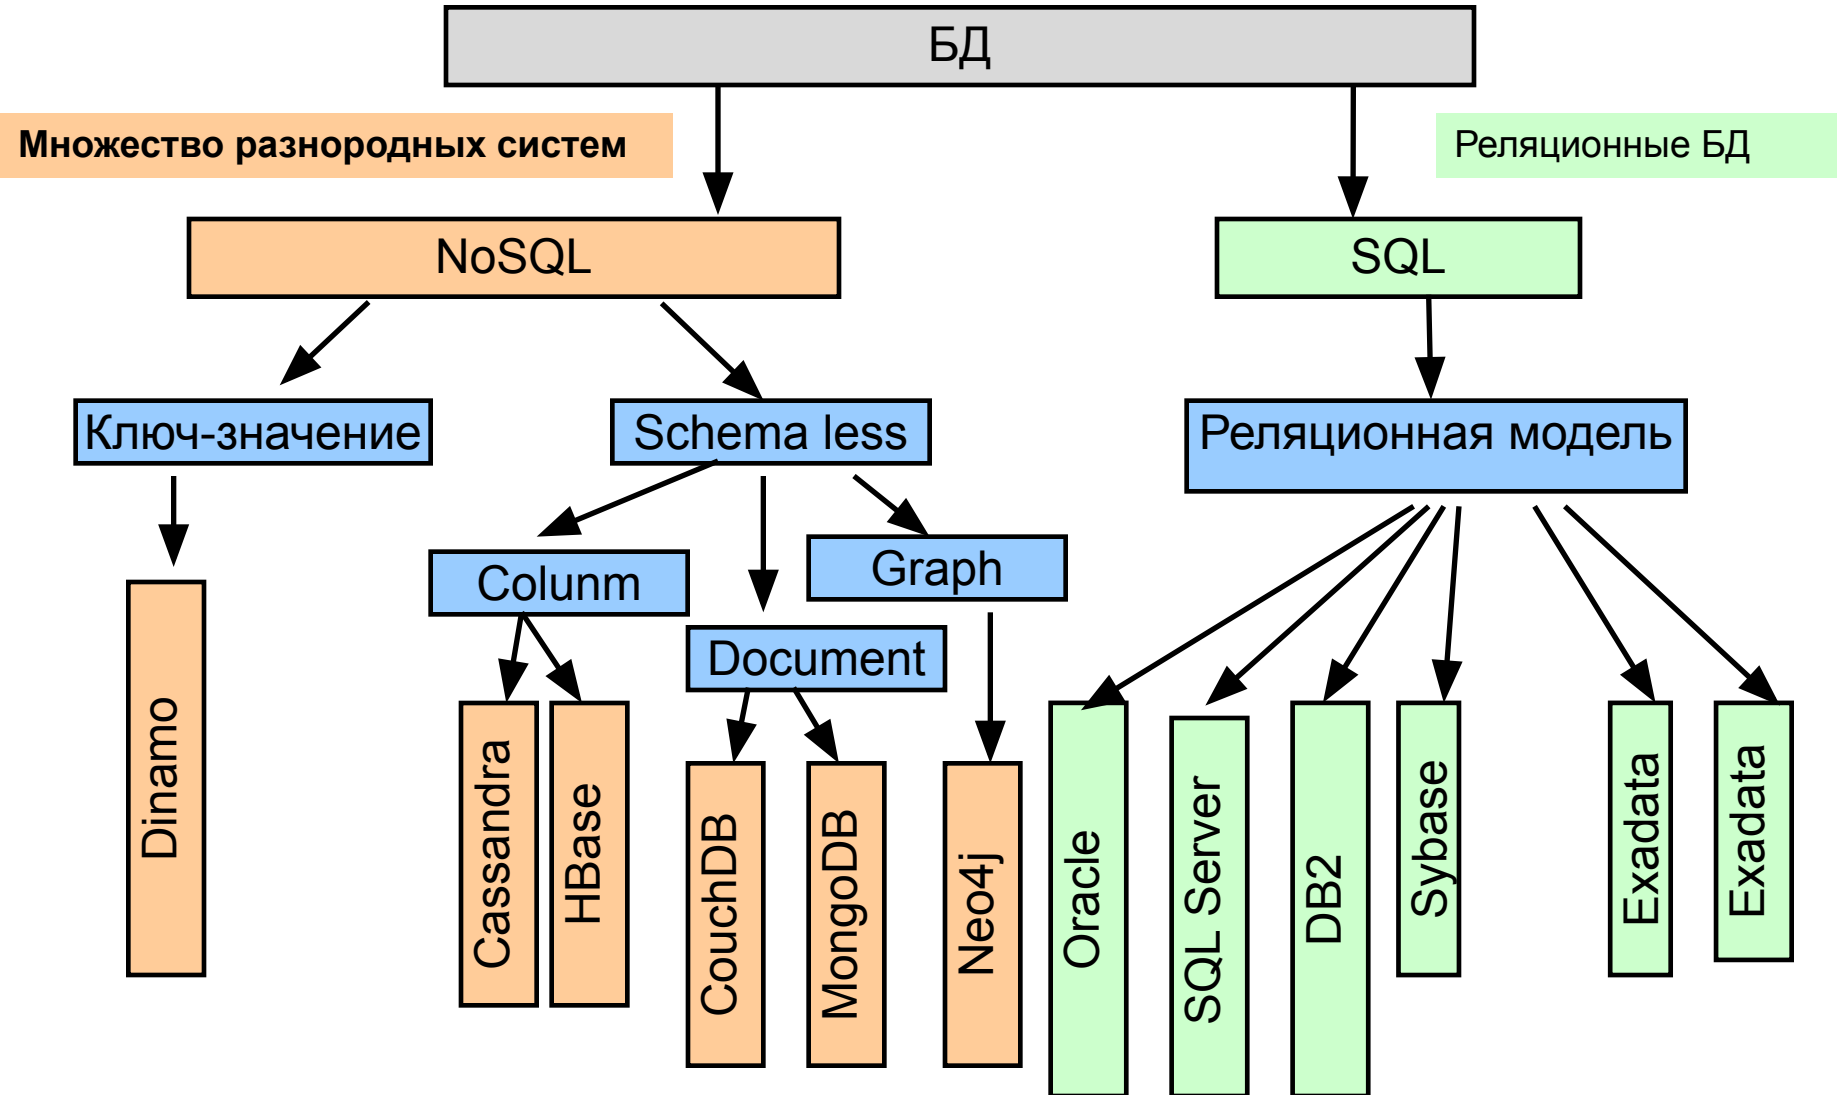 БД
Множество разнородных систем
Реляционные БД
NoSQL
SQL
Ключ-значение
Schema less
Реляционная модель
Colunm
Graph
Document
Dinamo
Cassandra
HBase
CouchDB
MongoDB
Neo4j
Oracle
SQL Server
DB2
Sybase
Exadata
Exadata